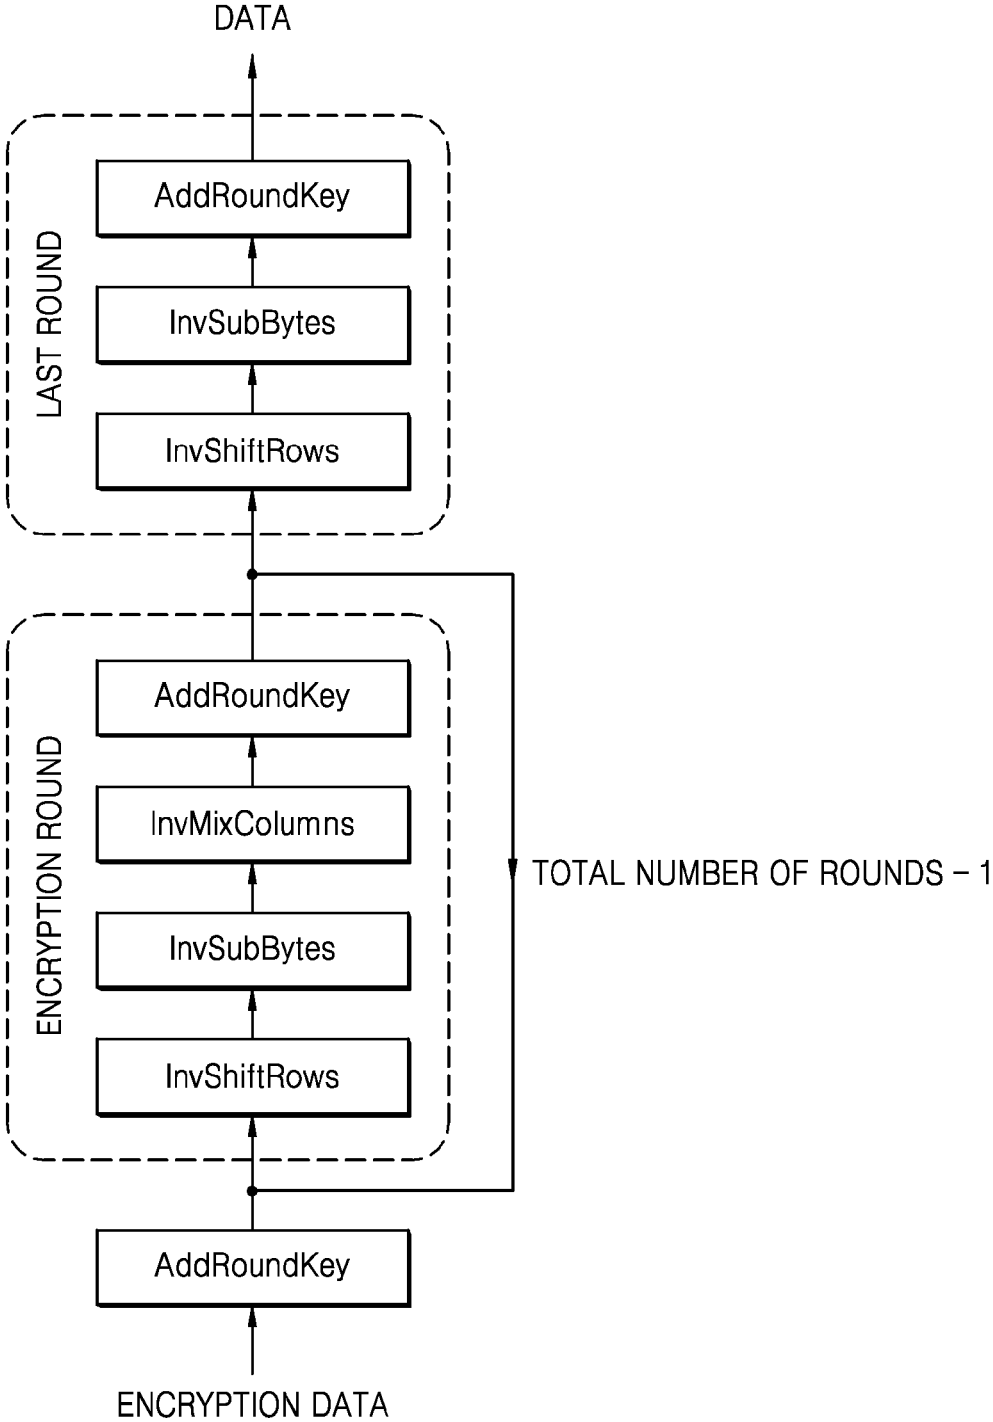 DATA
LAST ROUND
AddRoundKey
InvSubBytes
InvShiftRows
ENCRYPTION ROUND
AddRoundKey
InvMixColumns
InvSubBytes
InvShiftRows
TOTAL NUMBER OF ROUNDS – 1
AddRoundKey
ENCRYPTION DATA